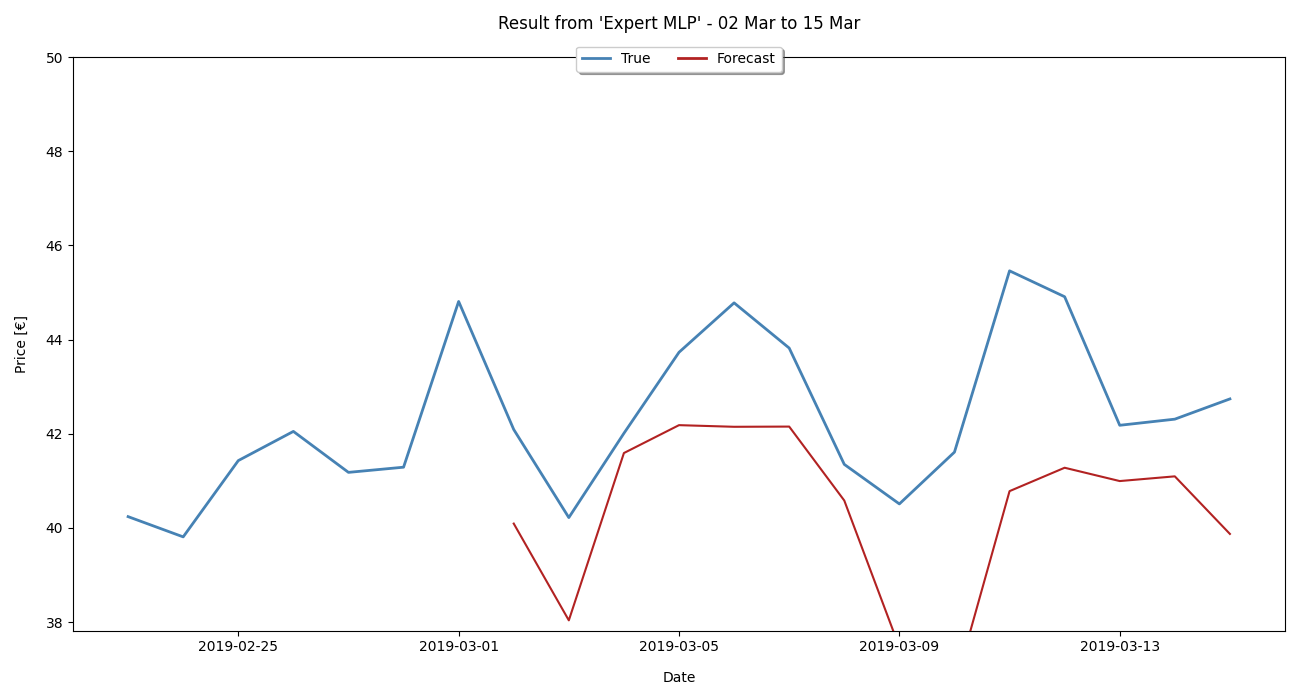 Result from 'Expert MLP' - 02 Mar to 15 Mar
True Forecast
50
48
46
44
42
40
38
Price [€]
2019-02-25 2019-03-01 2019-03-05 2019-03-09 2019-03-13
Date